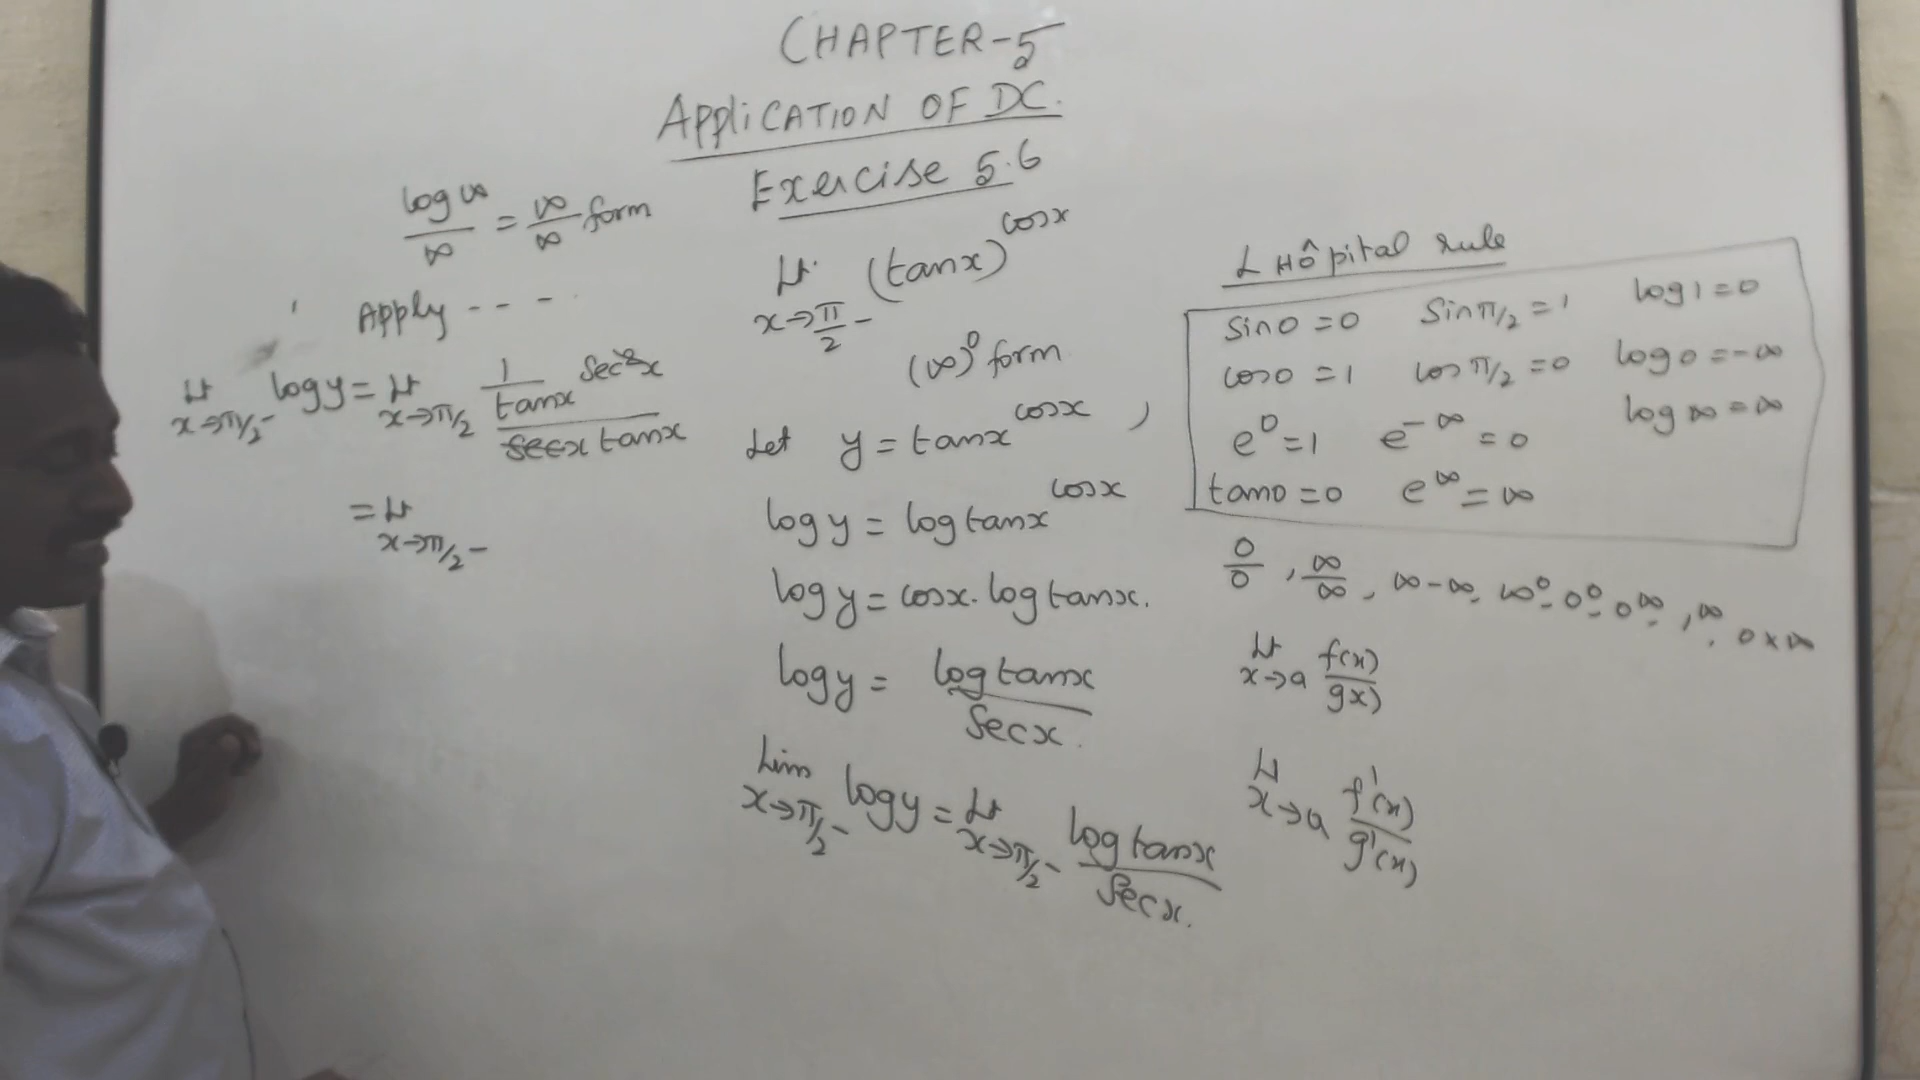 CHAPTER-5
APPLICATION OF DC.
Exercise 5.6
Lt x→π/2- (tanx)^cosx
(∞)^0 form
Let y = tanx^cosx,
log y = log tanx^cosx
log y = cosx. log tanx.
log y = log tanx / Secx.
Lim x→π/2- log y = Lt x→π/2- log tanx / Secx.
log ∞ / ∞ = ∞/∞ form
Apply - - -
Lt x→π/2- log y = Lt x→π/2 1/tanx Sec²x / secx tanx
= Lt x→π/2-
L Hôpital rule
Sin0 = 0 Sinπ/2 = 1 log1 = 0
cos0 = 1 cosπ/2 = 0 log0 = -∞
e^0 = 1 e^-∞ = 0 log∞ = ∞
tan0 = 0 e^∞ = ∞
0/0, ∞/∞, ∞-∞, ∞^0, 0^0, 0^∞, 1^∞, 0×∞
Lt x→a f(x)/g(x)
Lt x→a f'(x)/g'(x)